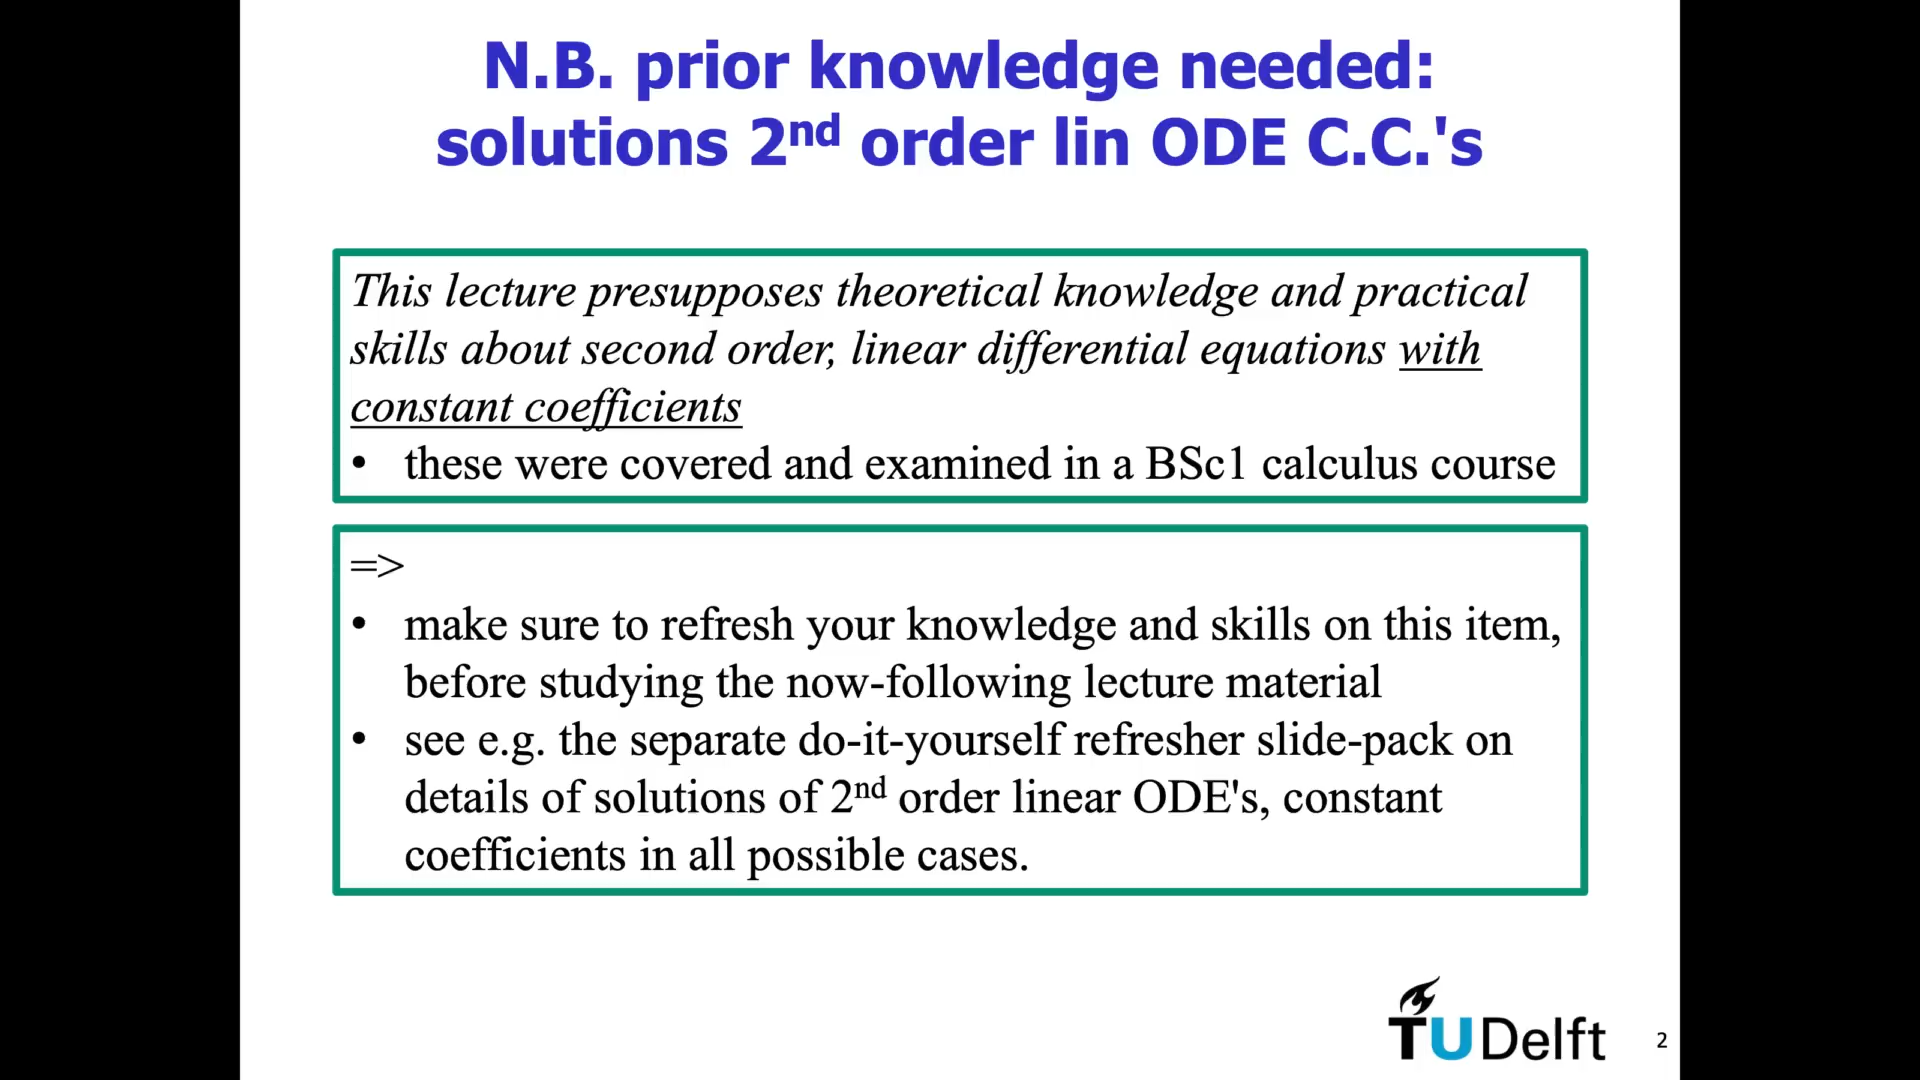 N.B. prior knowledge needed:
solutions 2nd order lin ODE C.C.'s
This lecture presupposes theoretical knowledge and practical
skills about second order, linear differential equations with
constant coefficients
• these were covered and examined in a BSc1 calculus course
=>
• make sure to refresh your knowledge and skills on this item,
before studying the now-following lecture material
• see e.g. the separate do-it-yourself refresher slide-pack on
details of solutions of 2nd order linear ODE's, constant
coefficients in all possible cases.
TUDelft
2